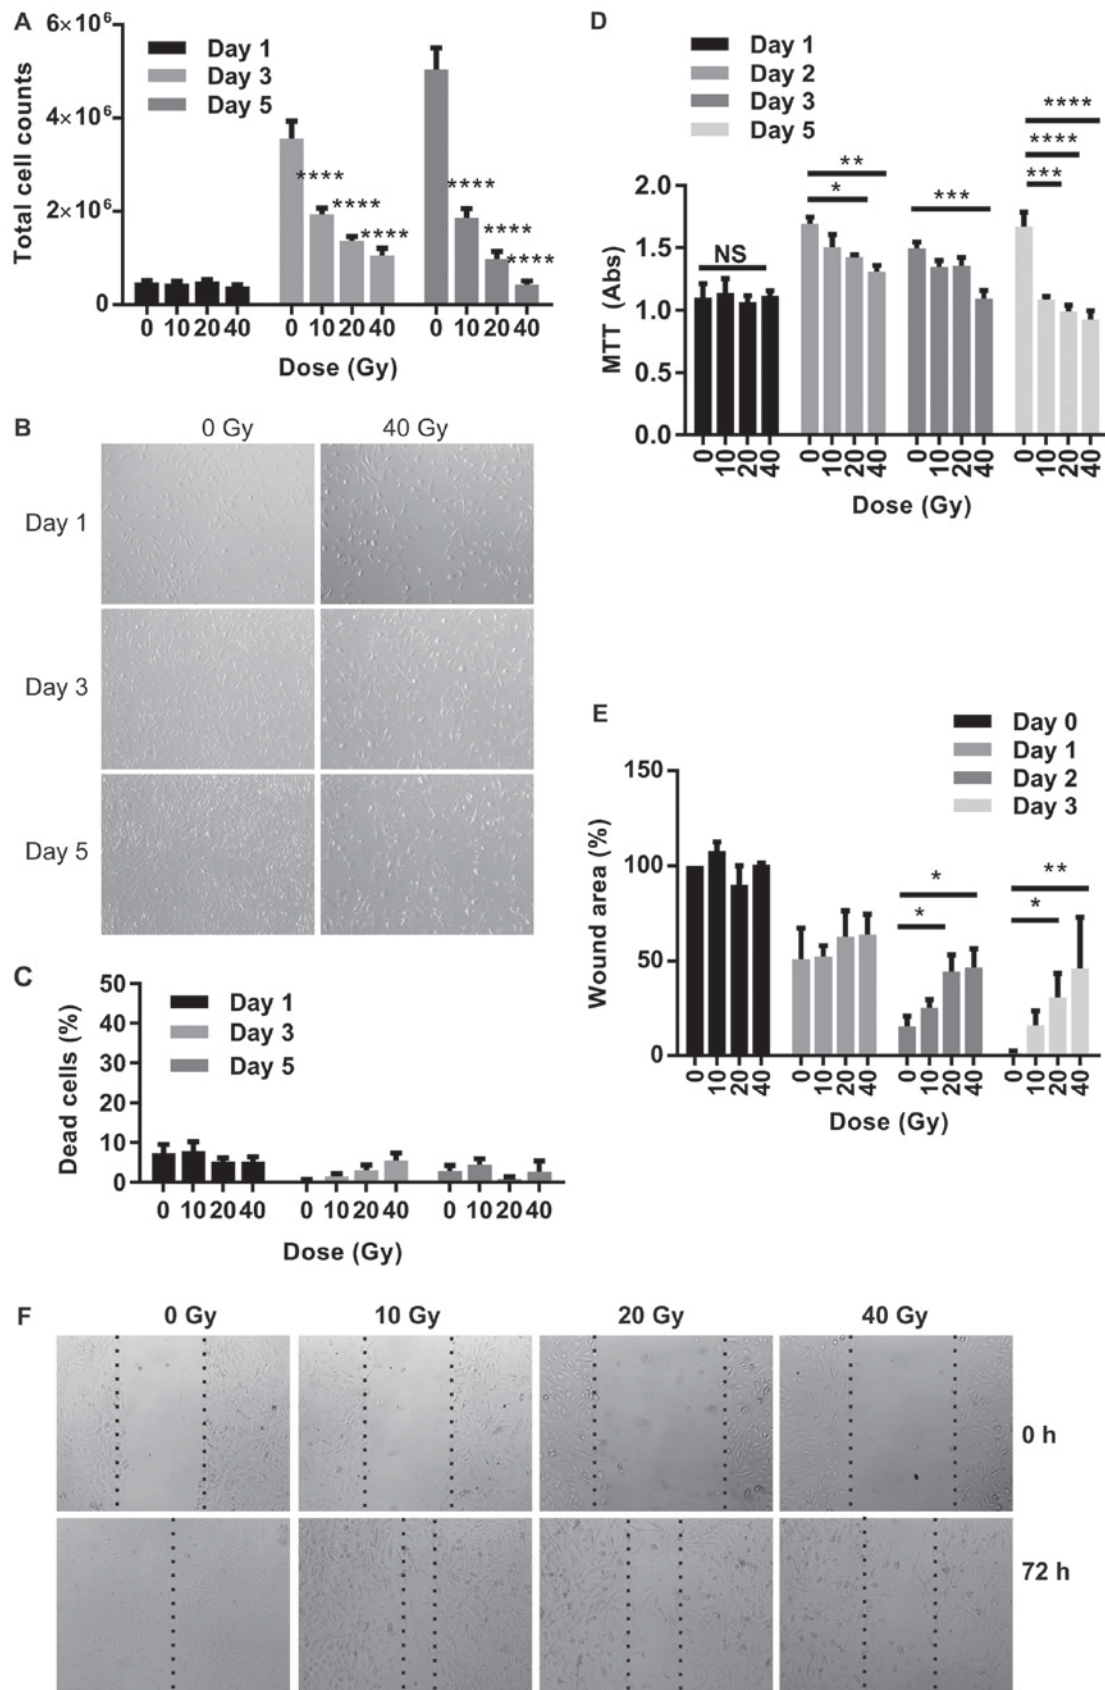 A
6×10⁶
4×10⁶
2×10⁶
0
Total cell counts
Day 1
Day 3
Day 5
****
****
****
****
****
****
0 10 20 40 0 10 20 40 0 10 20 40
Dose (Gy)
B
0 Gy 40 Gy
Day 1
Day 3
Day 5
C
50
40
30
20
10
0
Dead cells (%)
Day 1
Day 3
Day 5
0 10 20 40 0 10 20 40 0 10 20 40
Dose (Gy)
D
Day 1
Day 2
Day 3
Day 5
2.0
1.5
1.0
0.5
0.0
MTT (Abs)
NS
**
*
***
****
****
***
0 10 20 40 0 10 20 40 0 10 20 40 0 10 20 40
Dose (Gy)
E
Day 0
Day 1
Day 2
Day 3
150
100
50
0
Wound area (%)
*
*
**
*
0 10 20 40 0 10 20 40 0 10 20 40 0 10 20 40
Dose (Gy)
F
0 Gy 10 Gy 20 Gy 40 Gy
0 h
72 h